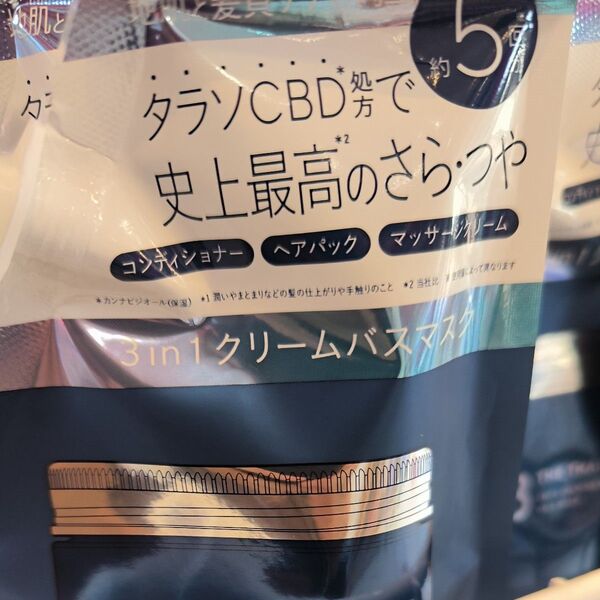 約5回
タラソCBD*処方で
史上最高*2のさら・つや
コンディショナー ヘアパック マッサージクリーム
*カンナビジオール(保湿) *1 潤いやまとまりなどの髪の仕上がりや手触りのこと *2 当社比
3in1クリームバスマスク